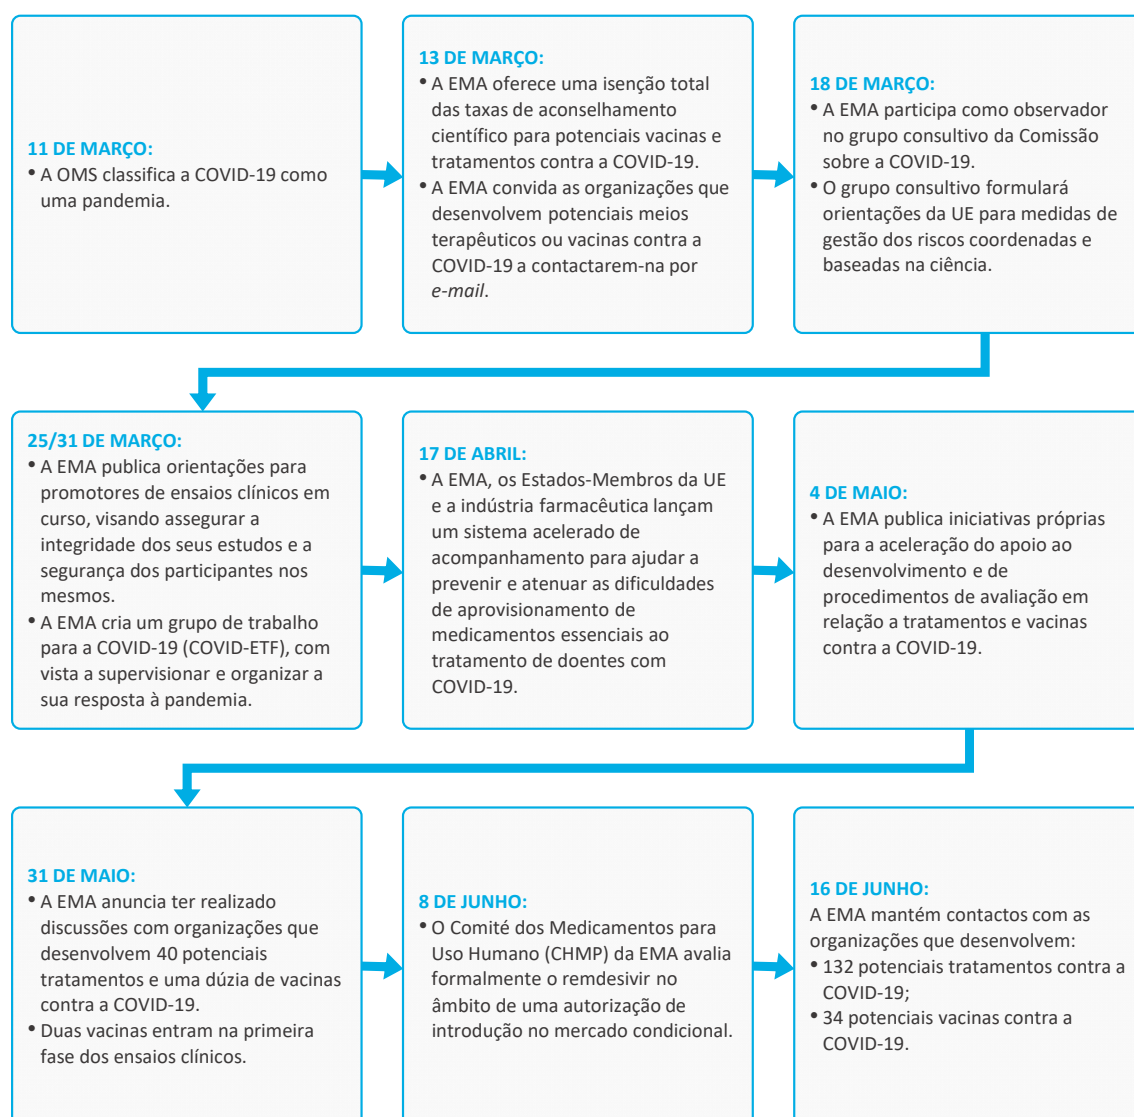 11 DE MARÇO:
• A OMS classifica a COVID-19 como
uma pandemia.
13 DE MARÇO:
• A EMA oferece uma isenção total
das taxas de aconselhamento
científico para potenciais vacinas e
tratamentos contra a COVID-19.
• A EMA convida as organizações que
desenvolvem potenciais meios
terapêuticos ou vacinas contra a
COVID-19 a contactarem-na por
e-mail.
18 DE MARÇO:
• A EMA participa como observador
no grupo consultivo da Comissão
sobre a COVID-19.
• O grupo consultivo formulará
orientações da UE para medidas de
gestão dos riscos coordenadas e
baseadas na ciência.
25/31 DE MARÇO:
• A EMA publica orientações para
promotores de ensaios clínicos em
curso, visando assegurar a
integridade dos seus estudos e a
segurança dos participantes nos
mesmos.
• A EMA cria um grupo de trabalho
para a COVID-19 (COVID-ETF), com
vista a supervisionar e organizar a
sua resposta à pandemia.
17 DE ABRIL:
• A EMA, os Estados-Membros da UE
e a indústria farmacêutica lançam
um sistema acelerado de
acompanhamento para ajudar a
prevenir e atenuar as dificuldades
de aprovisionamento de
medicamentos essenciais ao
tratamento de doentes com
COVID-19.
4 DE MAIO:
• A EMA publica iniciativas próprias
para a aceleração do apoio ao
desenvolvimento e de
procedimentos de avaliação em
relação a tratamentos e vacinas
contra a COVID-19.
31 DE MAIO:
• A EMA anuncia ter realizado
discussões com organizações que
desenvolvem 40 potenciais
tratamentos e uma dúzia de vacinas
contra a COVID-19.
• Duas vacinas entram na primeira
fase dos ensaios clínicos.
8 DE JUNHO:
• O Comité dos Medicamentos para
Uso Humano (CHMP) da EMA avalia
formalmente o remdesivir no
âmbito de uma autorização de
introdução no mercado condicional.
16 DE JUNHO:
A EMA mantém contactos com as
organizações que desenvolvem:
• 132 potenciais tratamentos contra a
COVID-19;
• 34 potenciais vacinas contra a
COVID-19.